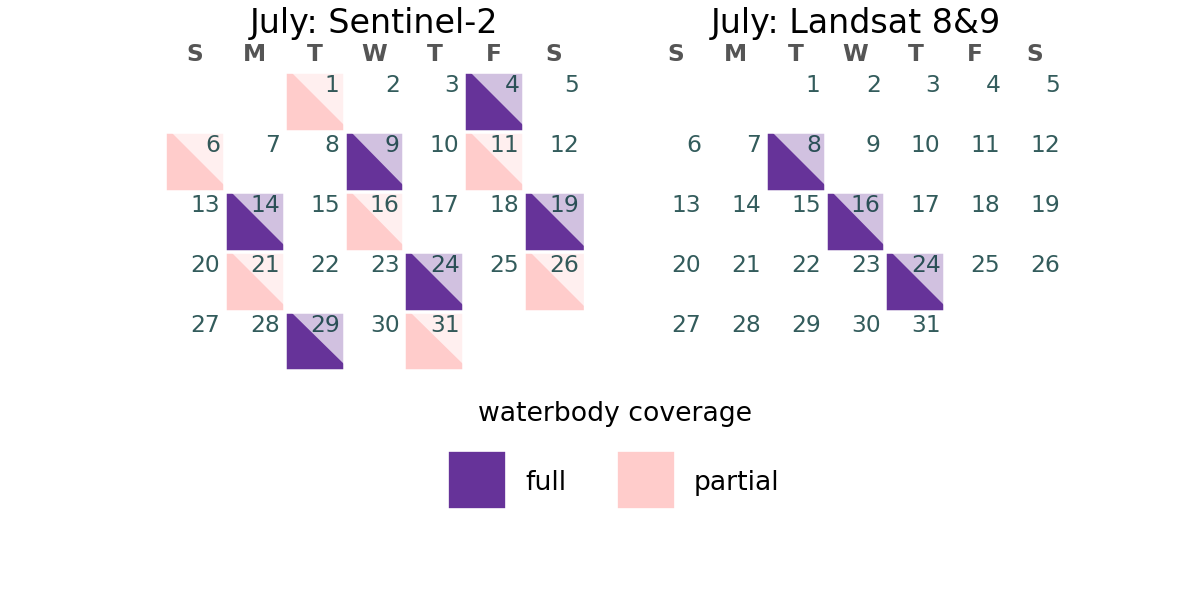 July: Sentinel-2
S M T W T F S
1 2 3 4 5
6 7 8 9 10 11 12
13 14 15 16 17 18 19
20 21 22 23 24 25 26
27 28 29 30 31
July: Landsat 8&9
S M T W T F S
1 2 3 4 5
6 7 8 9 10 11 12
13 14 15 16 17 18 19
20 21 22 23 24 25 26
27 28 29 30 31
waterbody coverage
full partial